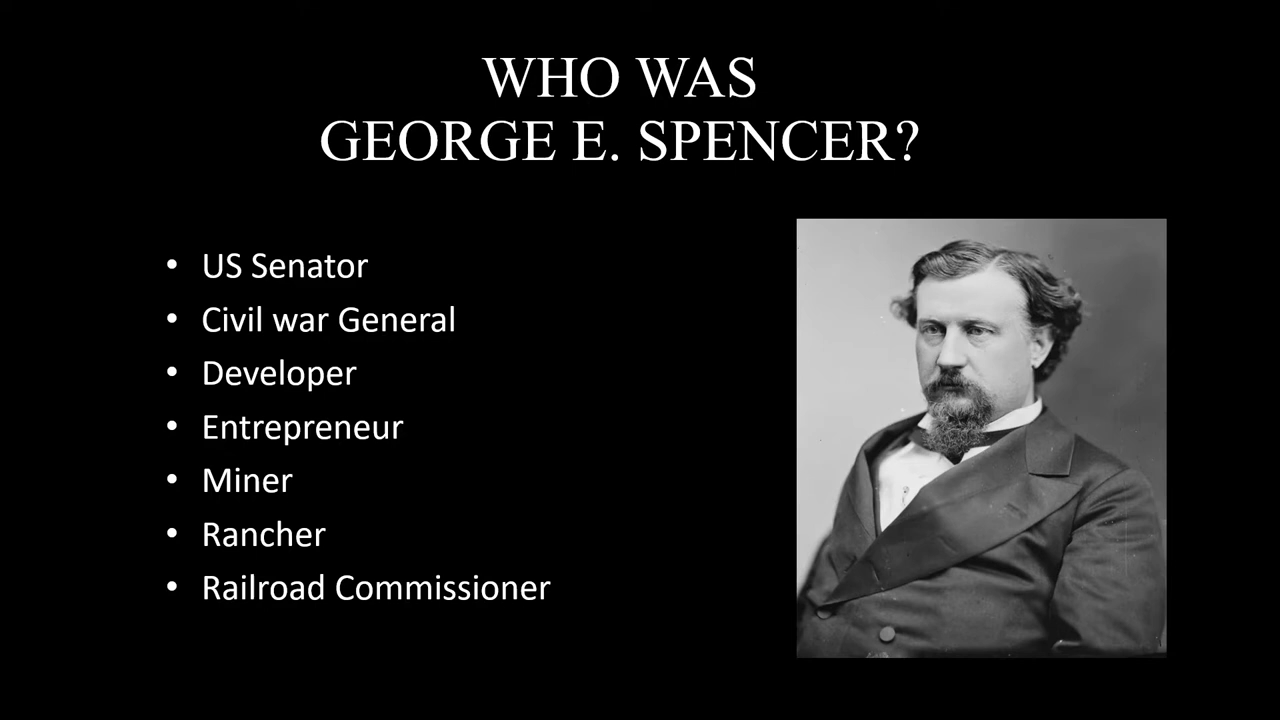 WHO WAS
GEORGE E. SPENCER?
• US Senator
• Civil war General
• Developer
• Entrepreneur
• Miner
• Rancher
• Railroad Commissioner